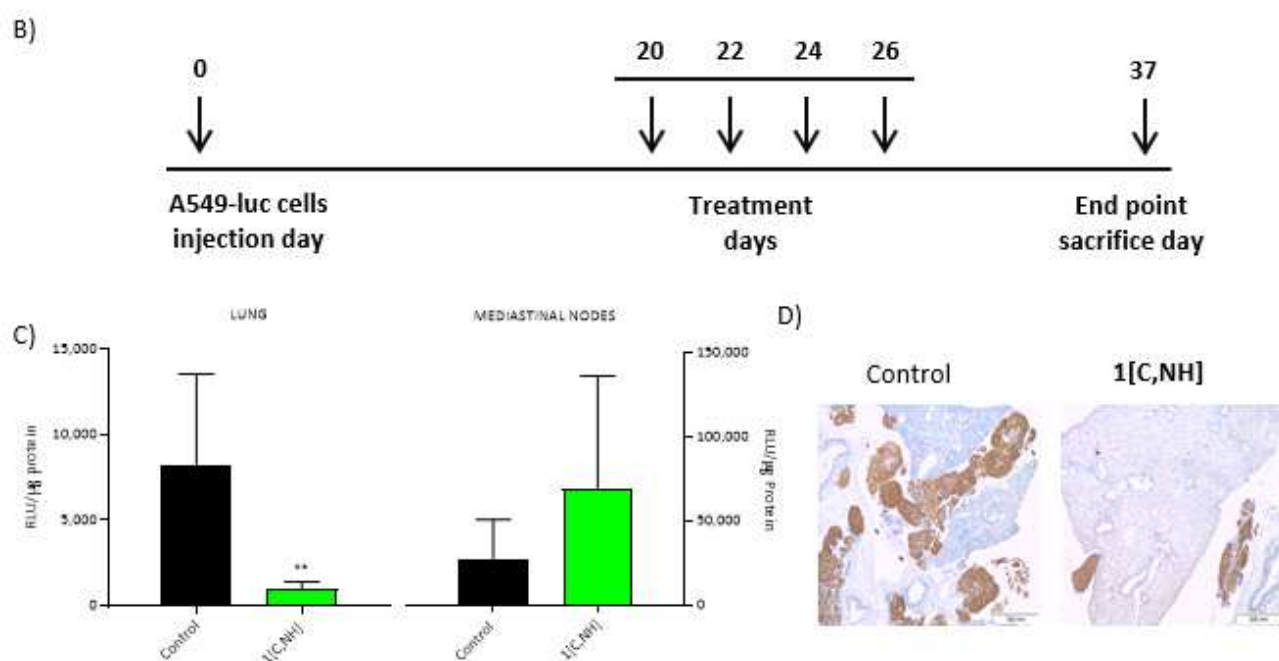 B)
0
20 22 24 26
37
A549-luc cells
injection day
Treatment
days
End point
sacrifice day
C)
LUNG
MEDIASTINAL NODES
15,000
10,000
5,000
0
RLU/µg protein
Control
1[C,NH]
**
150,000
100,000
50,000
0
RLU/µg Protein
Control
1[C,NH]
D)
Control
1[C,NH]